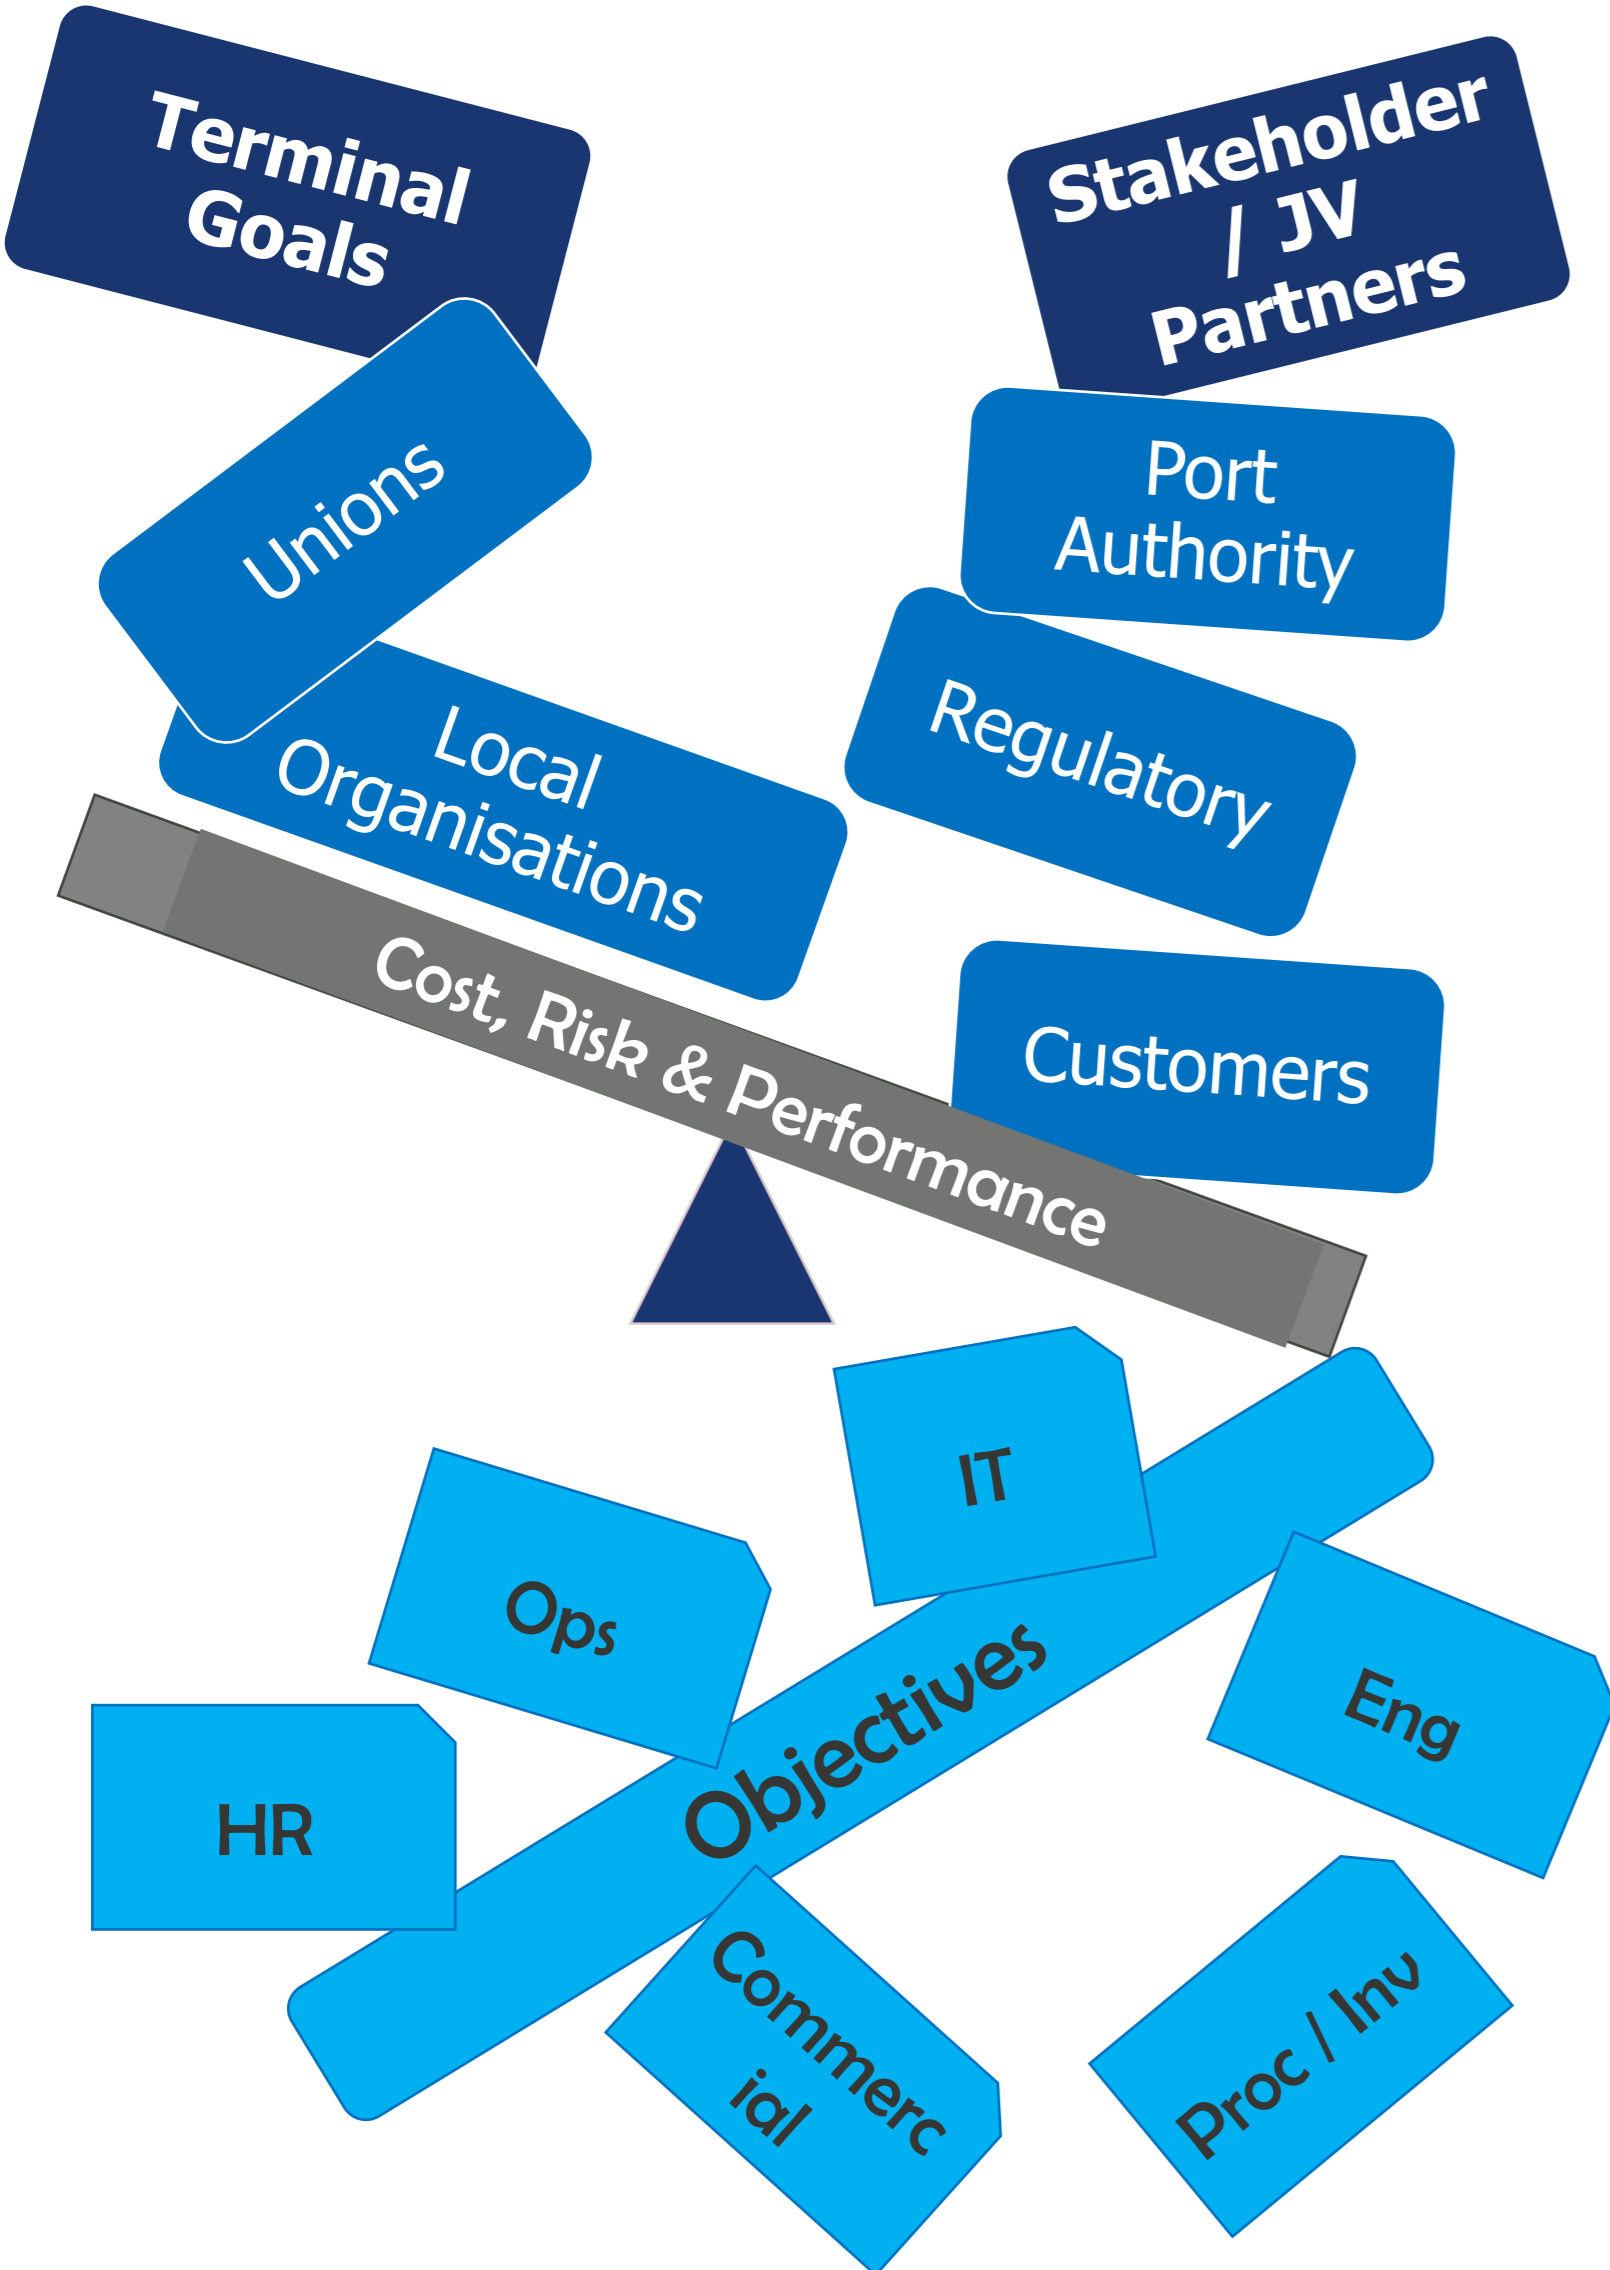 Terminal
Goals
Stakeholder
/ JV
Partners
Unions
Port
Authority
Local
Organisations
Regulatory
Customers
Cost, Risk & Performance
IT
Ops
Objectives
Eng
HR
Commerc
ial
Proc / Inv